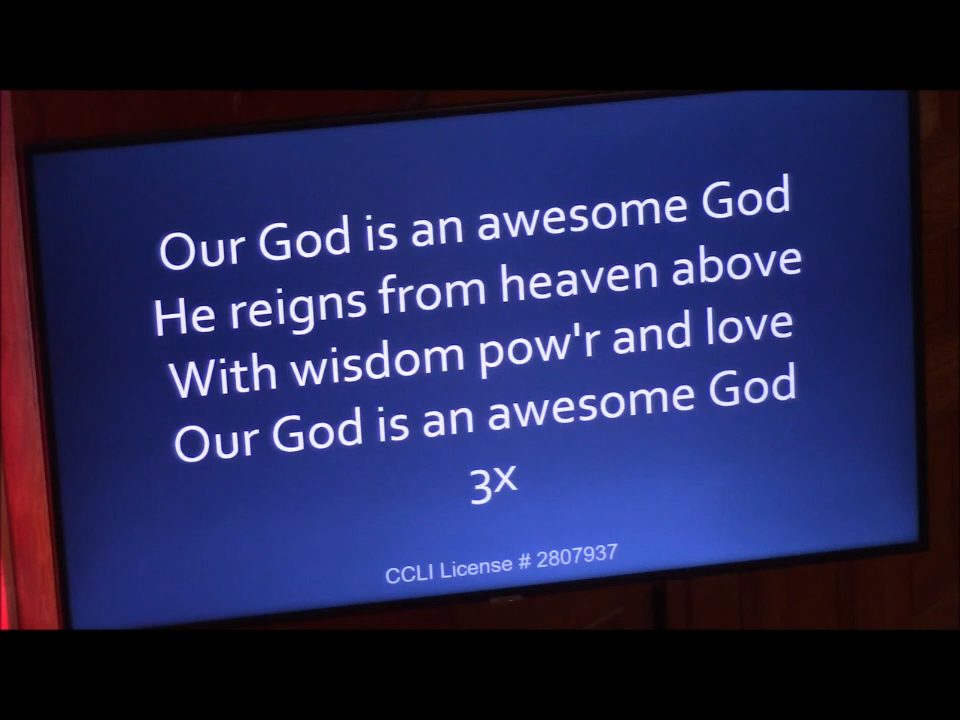 Our God is an awesome God
He reigns from heaven above
With wisdom pow'r and love
Our God is an awesome God
3x
CCLI License # 2807937